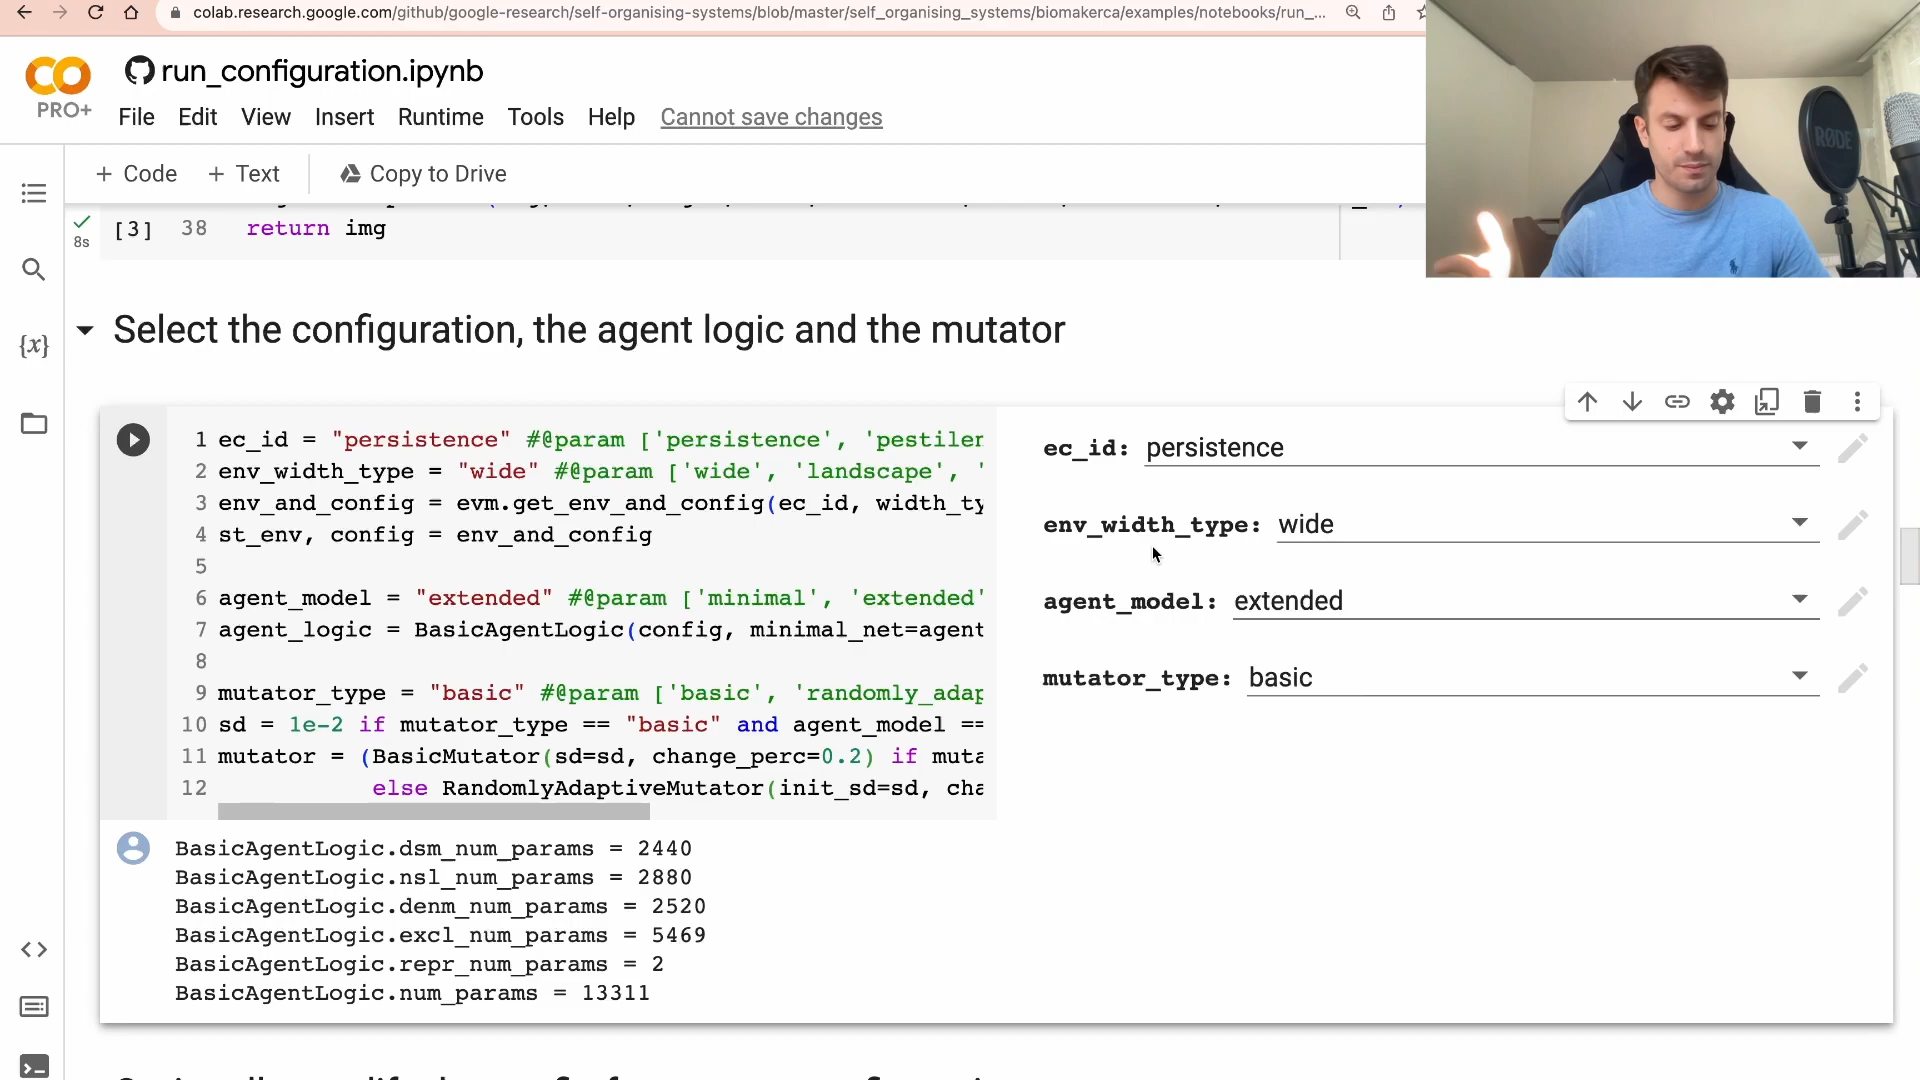 colab.research.google.com/github/google-research/self-organising-systems/blob/master/self_organising_systems/biomakerca/examples/notebooks/run_...
PRO+
run_configuration.ipynb
File Edit View Insert Runtime Tools Help Cannot save changes
+ Code + Text Copy to Drive
RØDE
8s
[3] 38 return img
{x}
Select the configuration, the agent logic and the mutator
1 ec_id = "persistence" #@param ['persistence', 'pestilen
2 env_width_type = "wide" #@param ['wide', 'landscape', '
3 env_and_config = evm.get_env_and_config(ec_id, width_ty
4 st_env, config = env_and_config
5
6 agent_model = "extended" #@param ['minimal', 'extended'
7 agent_logic = BasicAgentLogic(config, minimal_net=agent
8
9 mutator_type = "basic" #@param ['basic', 'randomly_adap
10 sd = 1e-2 if mutator_type == "basic" and agent_model ==
11 mutator = (BasicMutator(sd=sd, change_perc=0.2) if muta
12 else RandomlyAdaptiveMutator(init_sd=sd, cha
ec_id: persistence
env_width_type: wide
agent_model: extended
mutator_type: basic
BasicAgentLogic.dsm_num_params = 2440
BasicAgentLogic.nsl_num_params = 2880
BasicAgentLogic.denm_num_params = 2520
BasicAgentLogic.excl_num_params = 5469
BasicAgentLogic.repr_num_params = 2
BasicAgentLogic.num_params = 13311